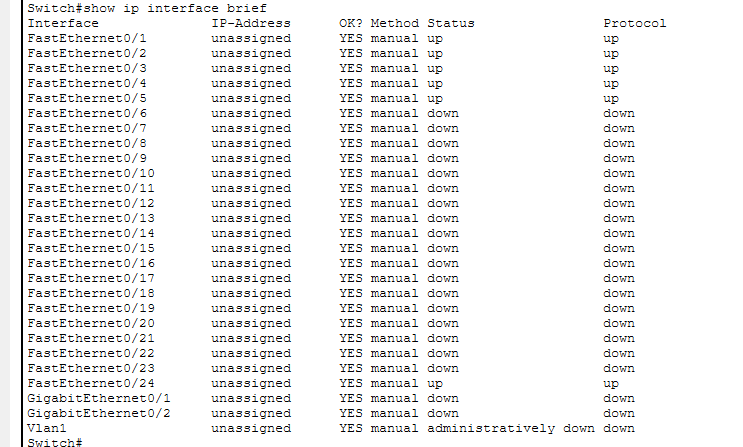 Switch#show ip interface brief
Interface IP-Address OK? Method Status Protocol
FastEthernet0/1 unassigned YES manual up up
FastEthernet0/2 unassigned YES manual up up
FastEthernet0/3 unassigned YES manual up up
FastEthernet0/4 unassigned YES manual up up
FastEthernet0/5 unassigned YES manual up up
FastEthernet0/6 unassigned YES manual down down
FastEthernet0/7 unassigned YES manual down down
FastEthernet0/8 unassigned YES manual down down
FastEthernet0/9 unassigned YES manual down down
FastEthernet0/10 unassigned YES manual down down
FastEthernet0/11 unassigned YES manual down down
FastEthernet0/12 unassigned YES manual down down
FastEthernet0/13 unassigned YES manual down down
FastEthernet0/14 unassigned YES manual down down
FastEthernet0/15 unassigned YES manual down down
FastEthernet0/16 unassigned YES manual down down
FastEthernet0/17 unassigned YES manual down down
FastEthernet0/18 unassigned YES manual down down
FastEthernet0/19 unassigned YES manual down down
FastEthernet0/20 unassigned YES manual down down
FastEthernet0/21 unassigned YES manual down down
FastEthernet0/22 unassigned YES manual down down
FastEthernet0/23 unassigned YES manual down down
FastEthernet0/24 unassigned YES manual up up
GigabitEthernet0/1 unassigned YES manual down down
GigabitEthernet0/2 unassigned YES manual down down
Vlan1 unassigned YES manual administratively down down
Switch#